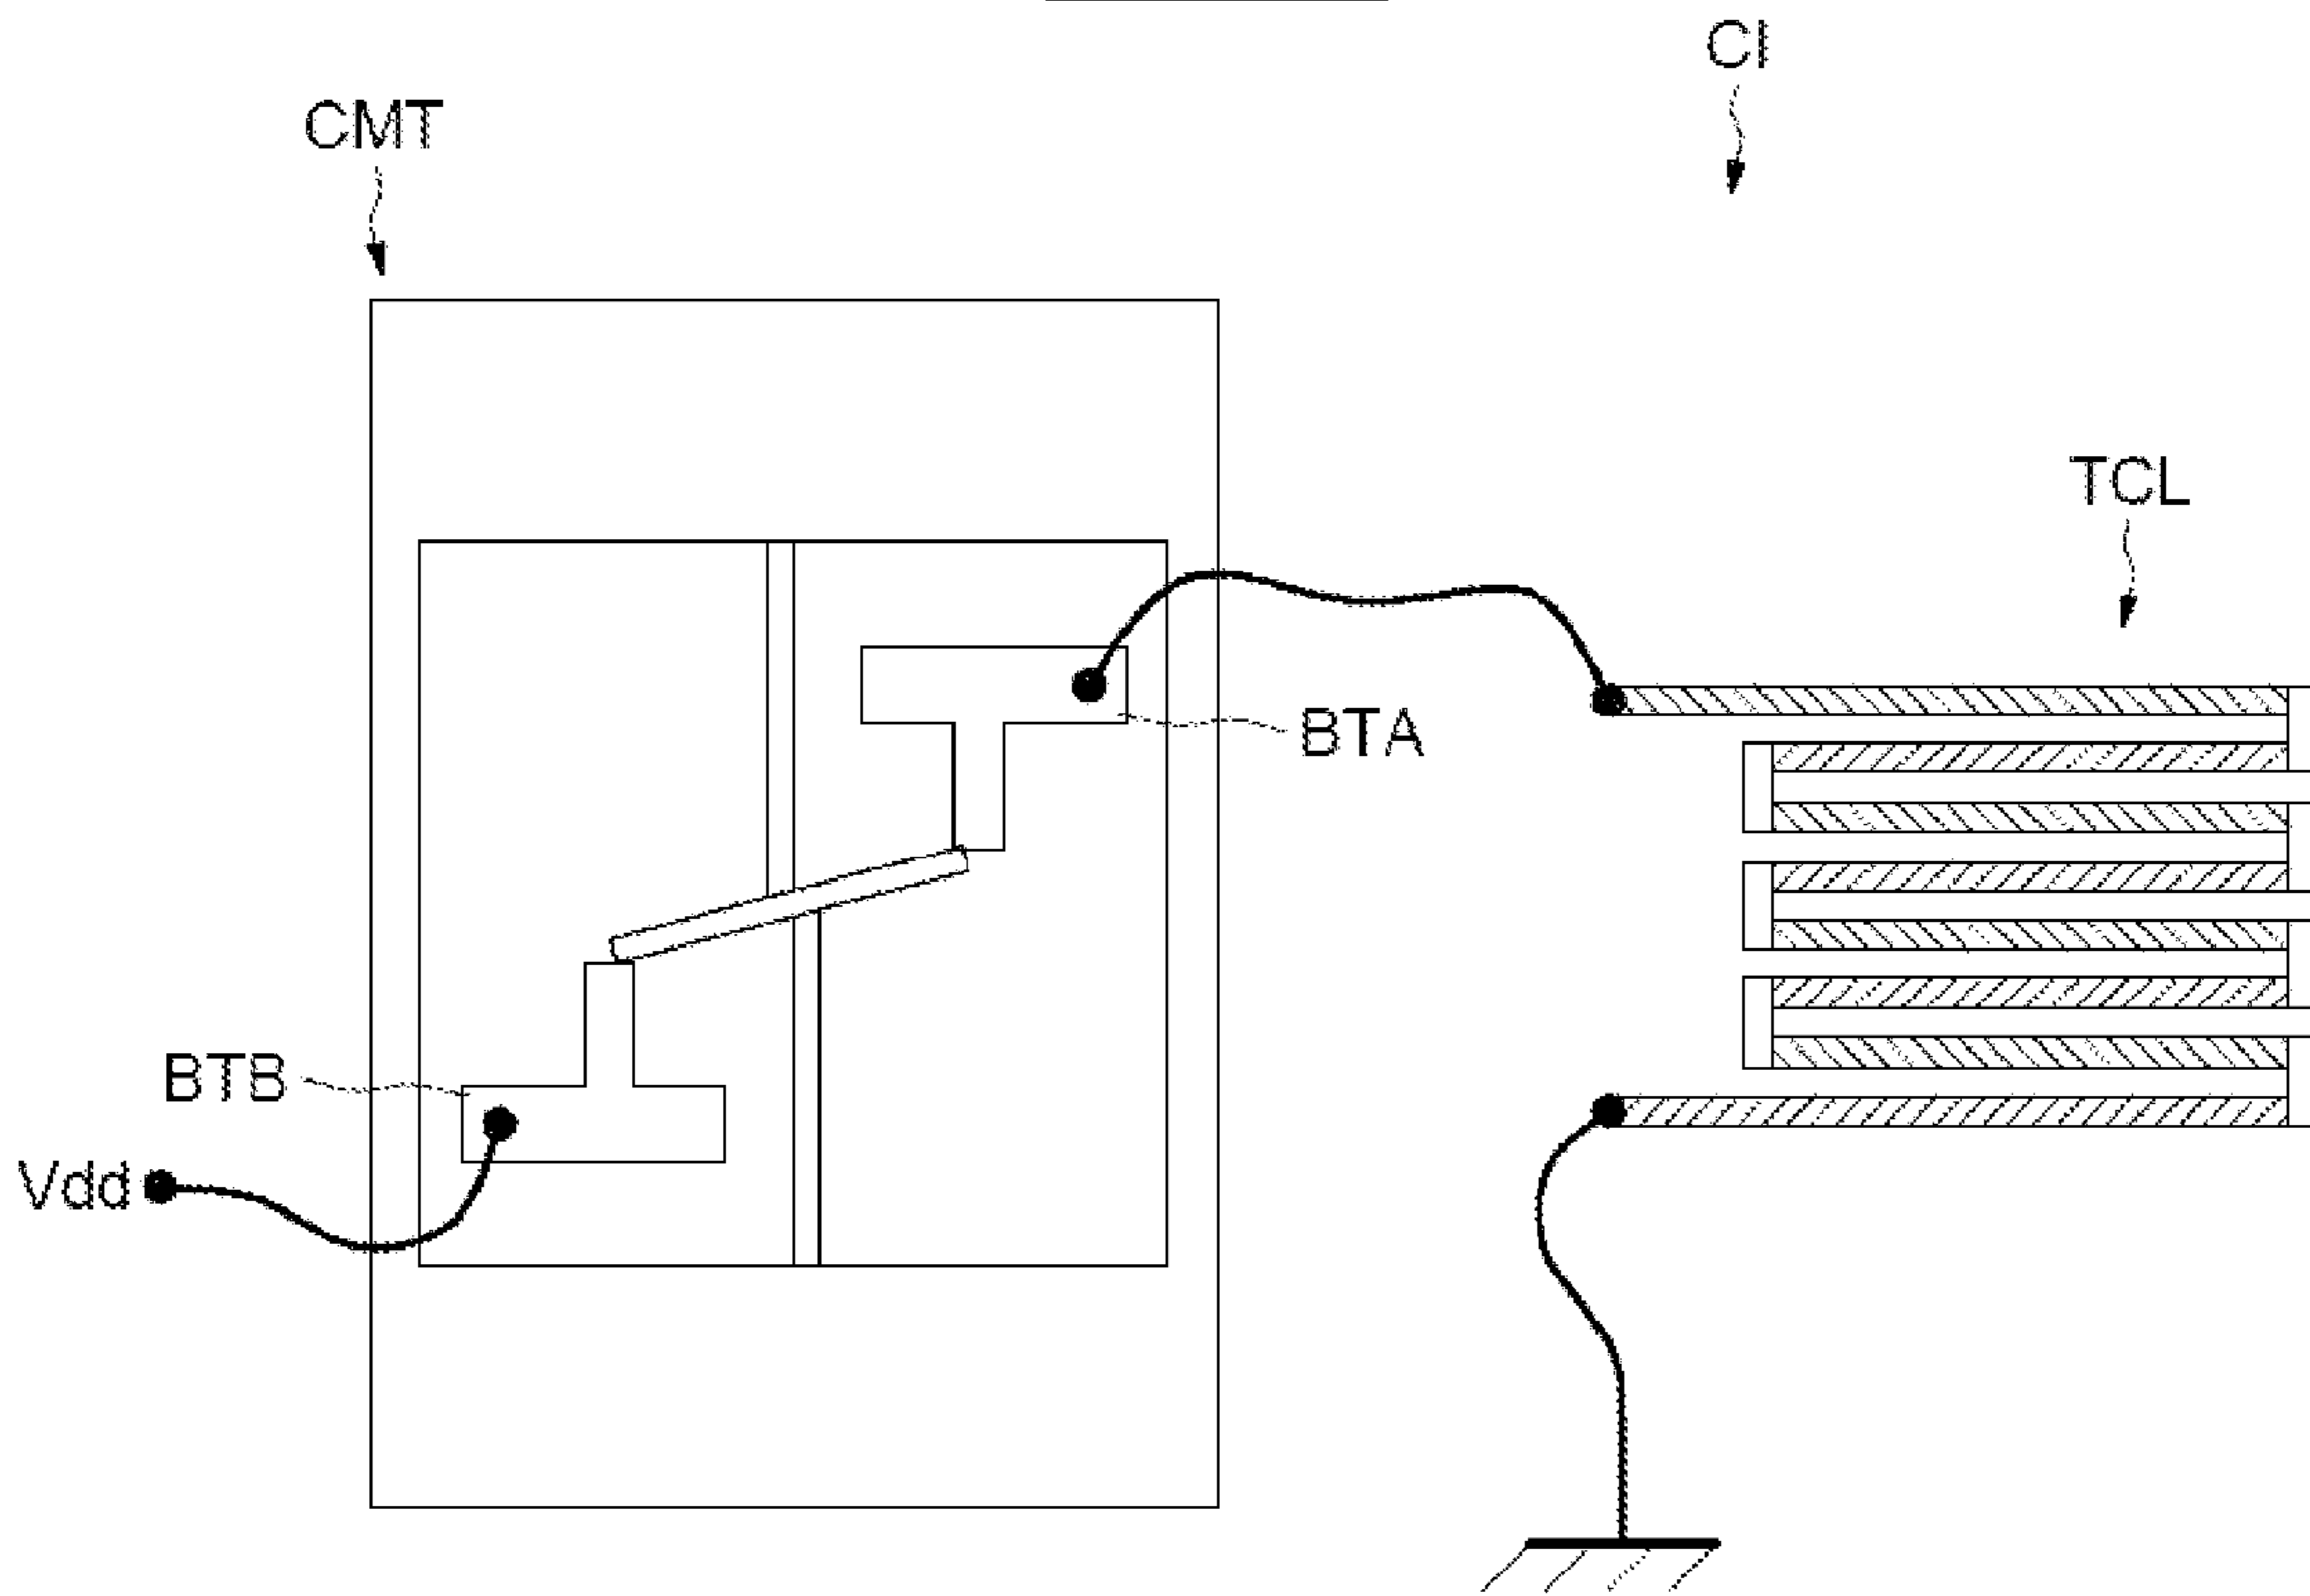 CI
CMT
TCL
BTA
BTB
Vdd